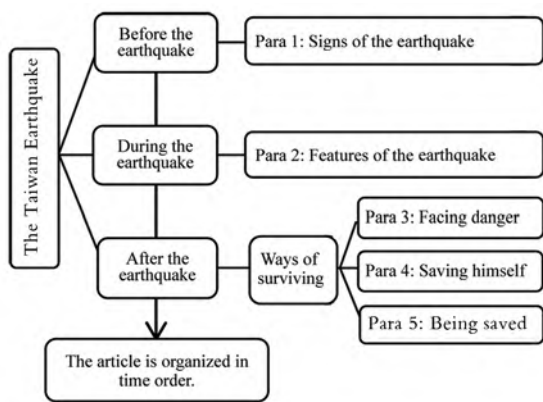 The Taiwan Earthquake
Before the
earthquake
Para 1: Signs of the earthquake
During the
earthquake
Para 2: Features of the earthquake
After the
earthquake
Ways of
surviving
Para 3: Facing danger
Para 4: Saving himself
Para 5: Being saved
The article is organized in
time order.